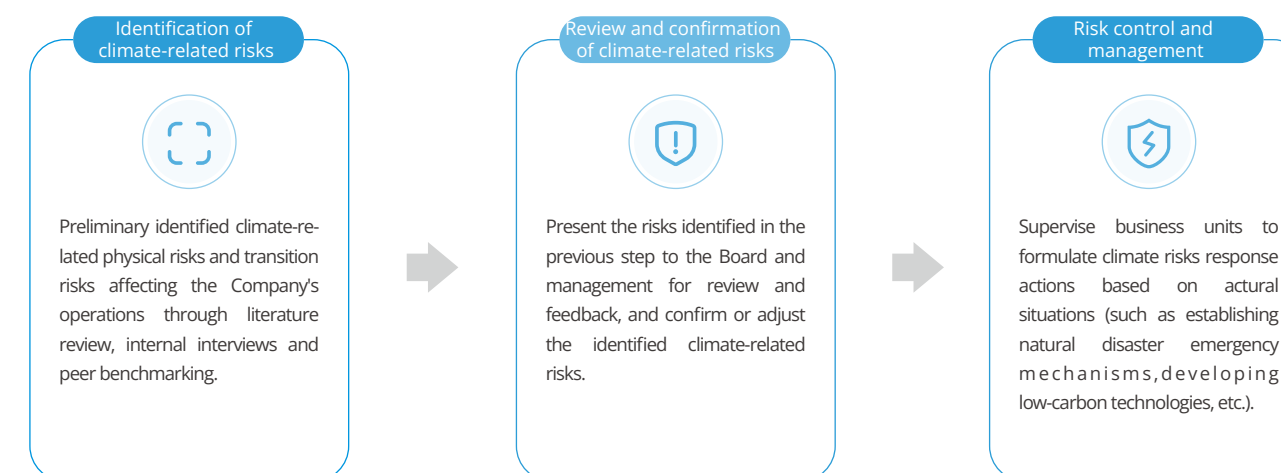 Identification of
climate-related risks
Preliminary identified climate-re-
lated physical risks and transition
risks affecting the Company's
operations through literature
review, internal interviews and
peer benchmarking.
Review and confirmation
of climate-related risks
Present the risks identified in the
previous step to the Board and
management for review and
feedback, and confirm or adjust
the identified climate-related
risks.
Risk control and
management
Supervise business units to
formulate climate risks response
actions based on actural
situations (such as establishing
natural disaster emergency
mechanisms,developing
low-carbon technologies, etc.).